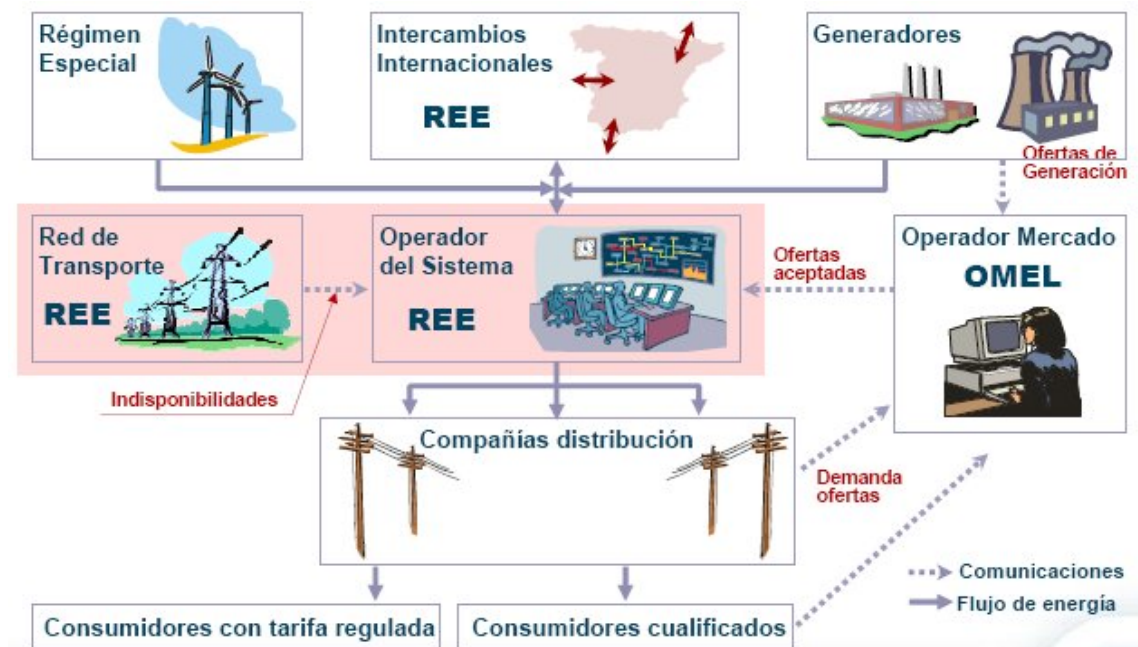 Régimen
Especial
Intercambios
Internacionales
REE
Generadores
Ofertas de
Generación
Red de
Transporte
REE
Operador
del Sistema
REE
Ofertas
aceptadas
Operador Mercado
OMEL
Indisponibilidades
Compañías distribución
Demanda
ofertas
Comunicaciones
Flujo de energía
Consumidores con tarifa regulada
Consumidores cualificados